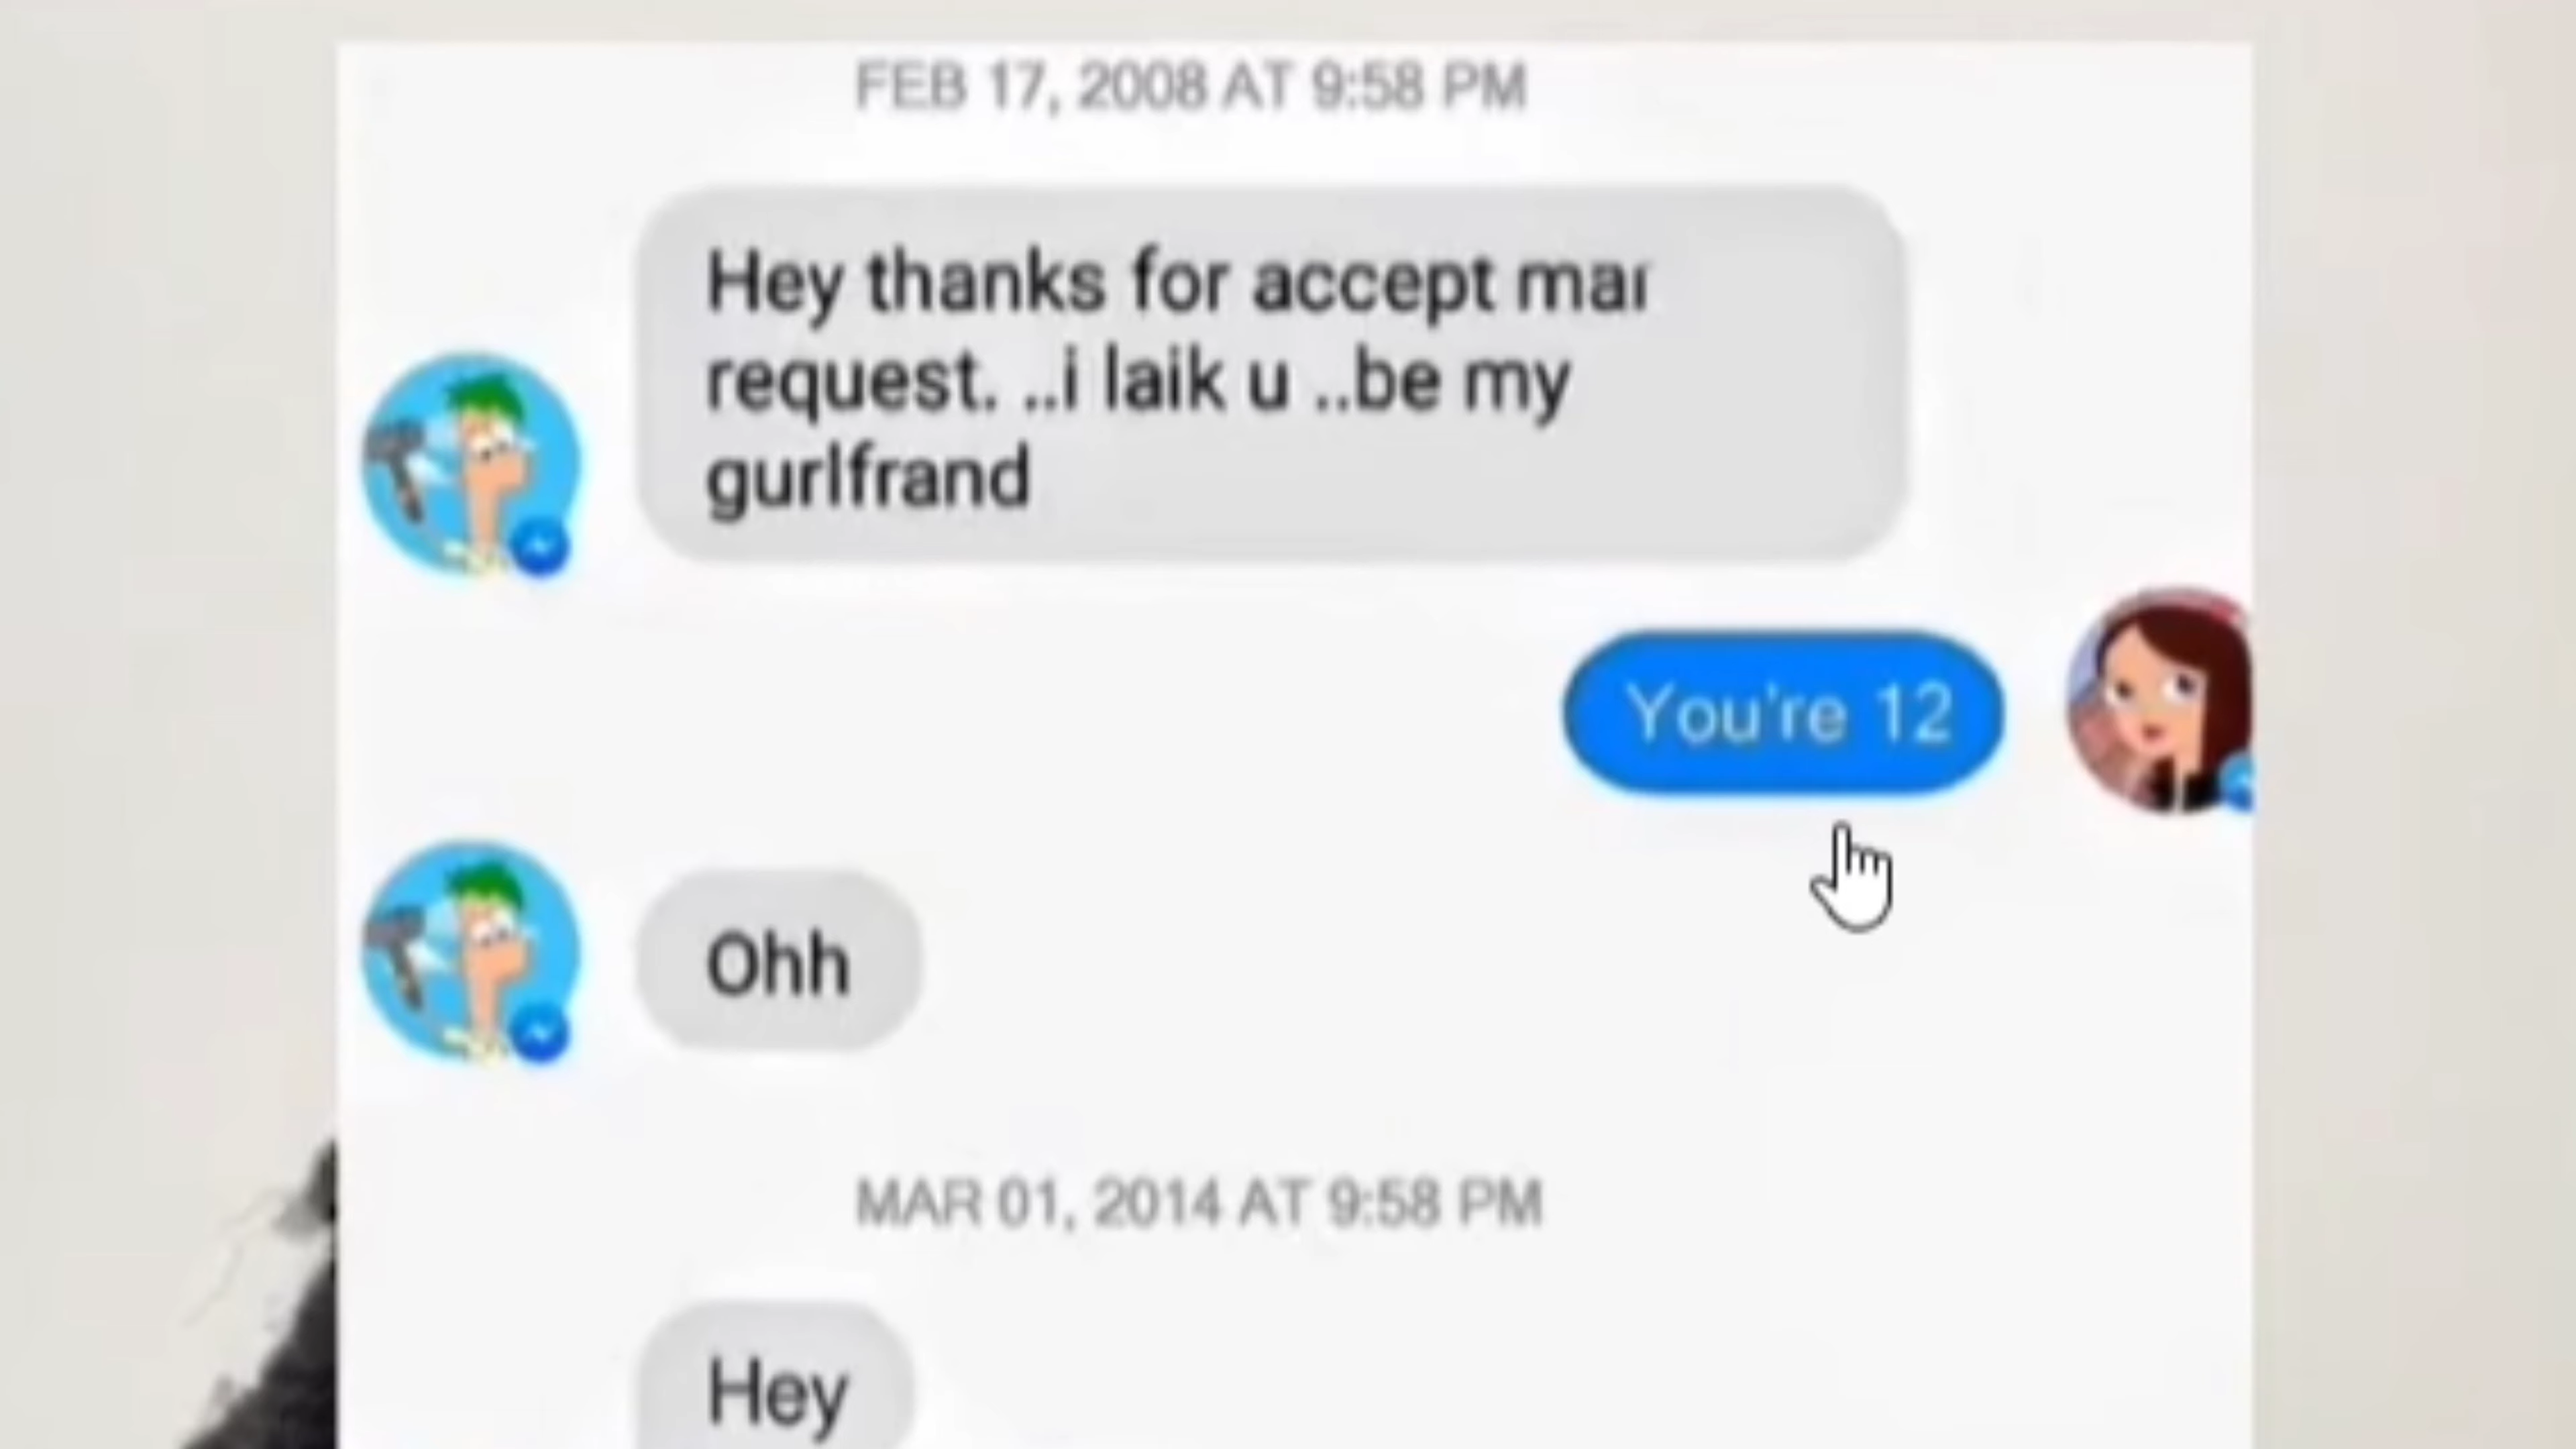 FEB 17, 2008 AT 9:58 PM
Hey thanks for accept mai
request. ..i laik u ..be my
gurlfrand
You're 12
Ohh
MAR 01, 2014 AT 9:58 PM
Hey